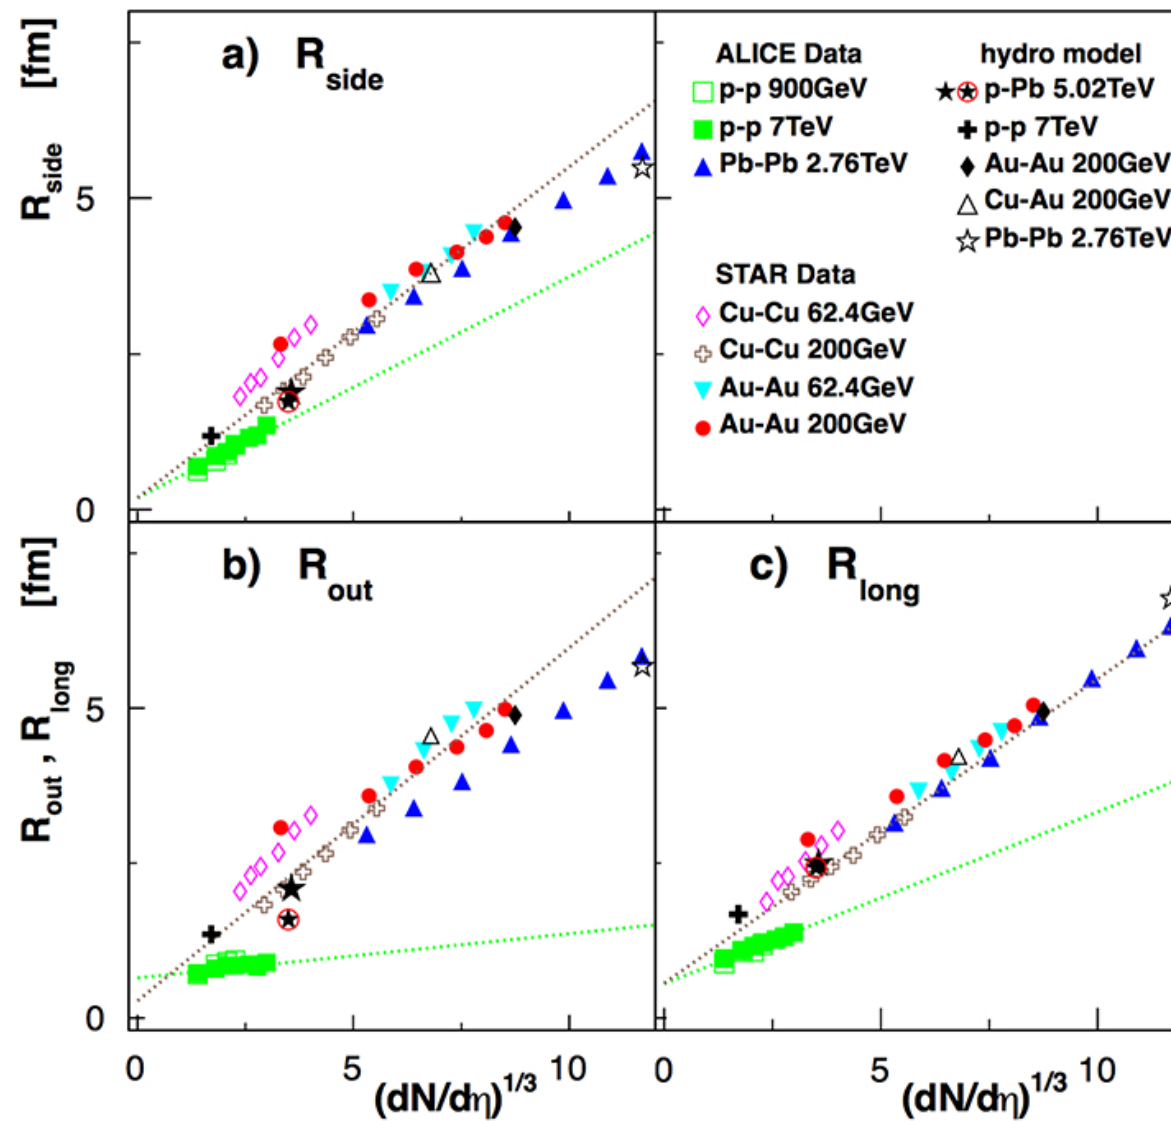 a) R side
R side [fm]
5
0
ALICE Data
p-p 900GeV
p-p 7TeV
Pb-Pb 2.76TeV
STAR Data
Cu-Cu 62.4GeV
Cu-Cu 200GeV
Au-Au 62.4GeV
Au-Au 200GeV
hydro model
p-Pb 5.02TeV
p-p 7TeV
Au-Au 200GeV
Cu-Au 200GeV
Pb-Pb 2.76TeV
b) R out
R out , R long [fm]
5
0
0 5 10
(dN/dη)^1/3
c) R long
0 5 10
(dN/dη)^1/3